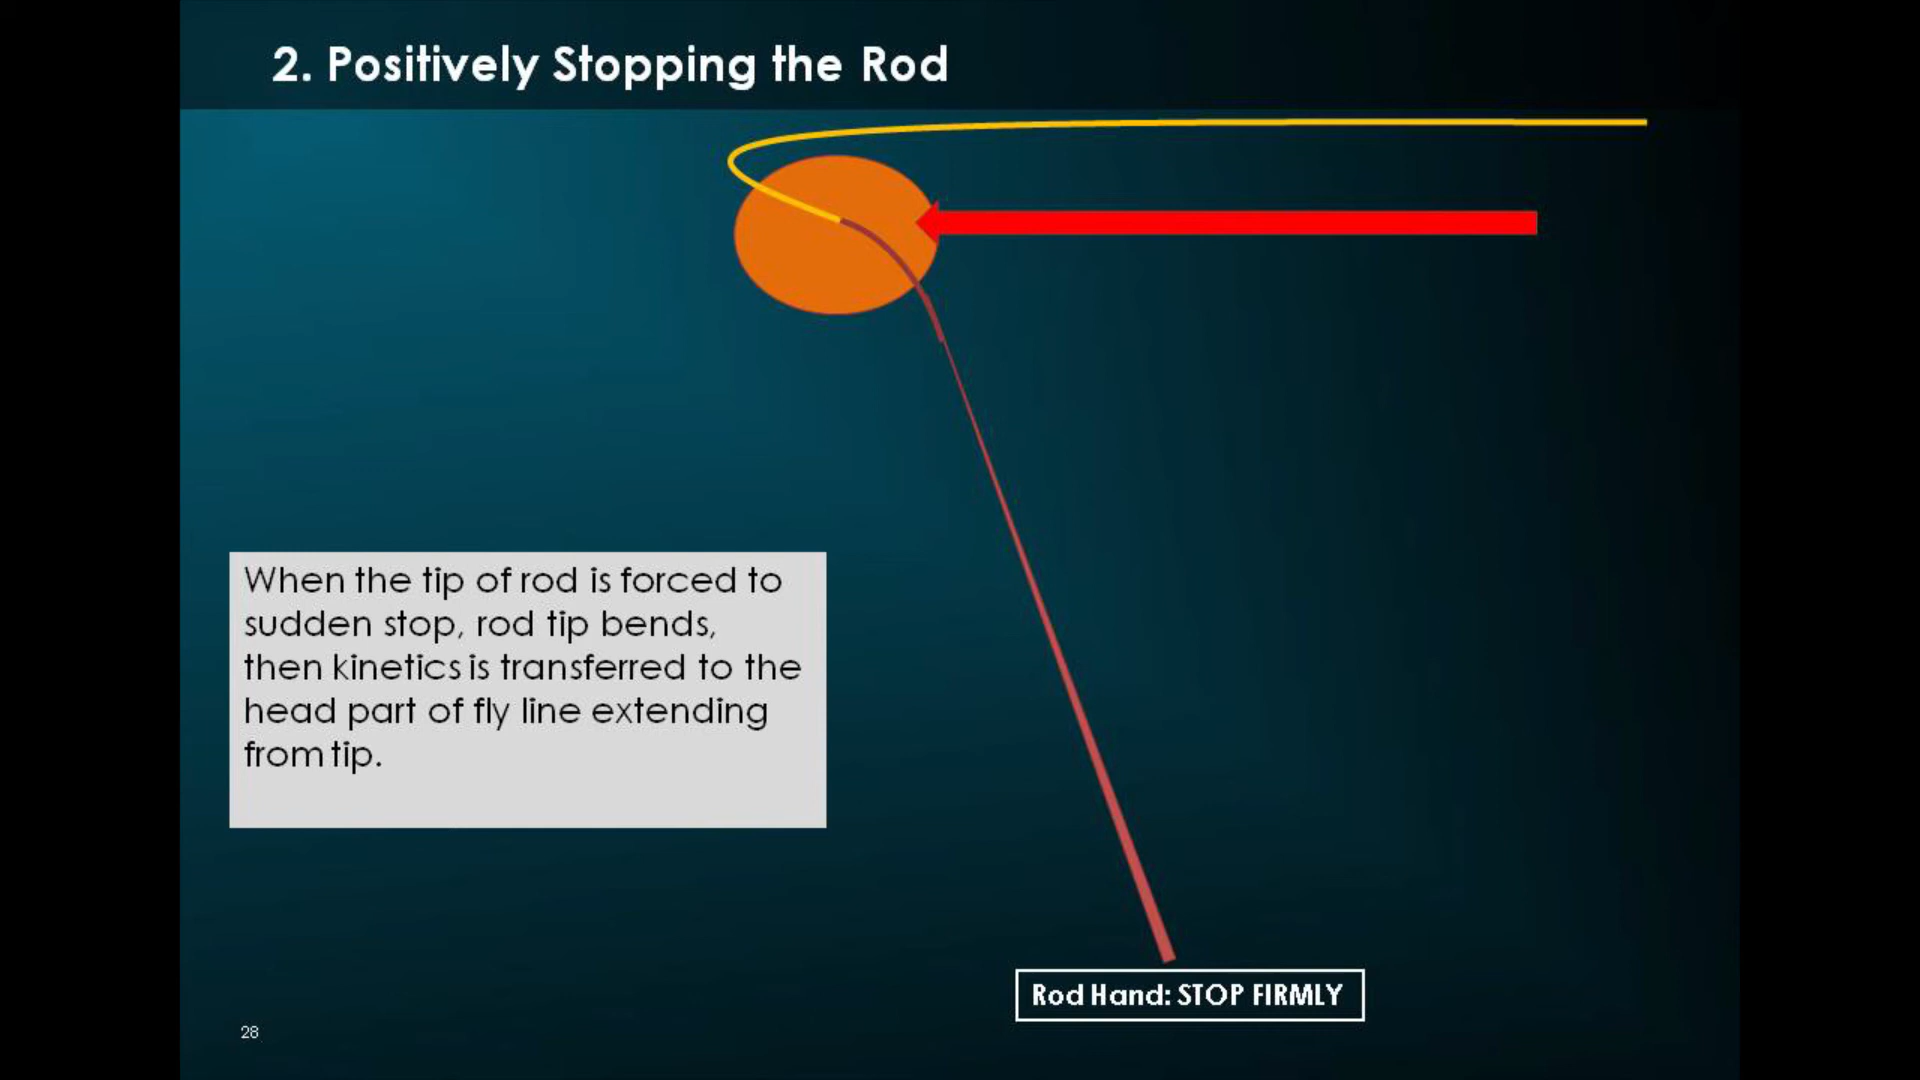 2. Positively Stopping the Rod
When the tip of rod is forced to
sudden stop, rod tip bends,
then kinetics is transferred to the
head part of fly line extending
from tip.
Rod Hand: STOP FIRMLY
28